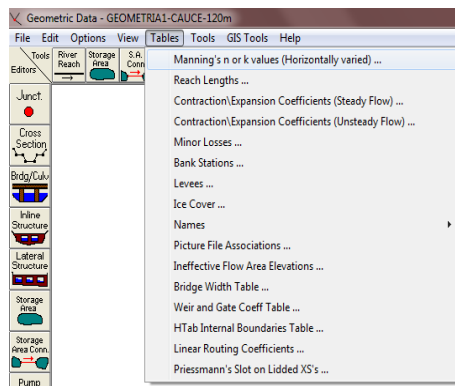 Geometric Data - GEOMETRIA1-CAUCE-120m
File Edit Options View Tables Tools GIS Tools Help
Tools
Editors
River
Reach
Storage
Area
S.A.
Conn
Junct.
Cross
Section
Brdg/Culv
Inline
Structure
Lateral
Structure
Storage
Area
Storage
Area Conn.
Pump
Manning's n or k values (Horizontally varied) ...
Reach Lengths ...
Contraction\Expansion Coefficients (Steady Flow) ...
Contraction\Expansion Coefficients (Unsteady Flow) ...
Minor Losses ...
Bank Stations ...
Levees ...
Ice Cover ...
Names
Picture File Associations ...
Ineffective Flow Area Elevations ...
Bridge Width Table ...
Weir and Gate Coeff Table ...
HTab Internal Boundaries Table ...
Linear Routing Coefficients ...
Priessmann's Slot on Lidded XS's ...